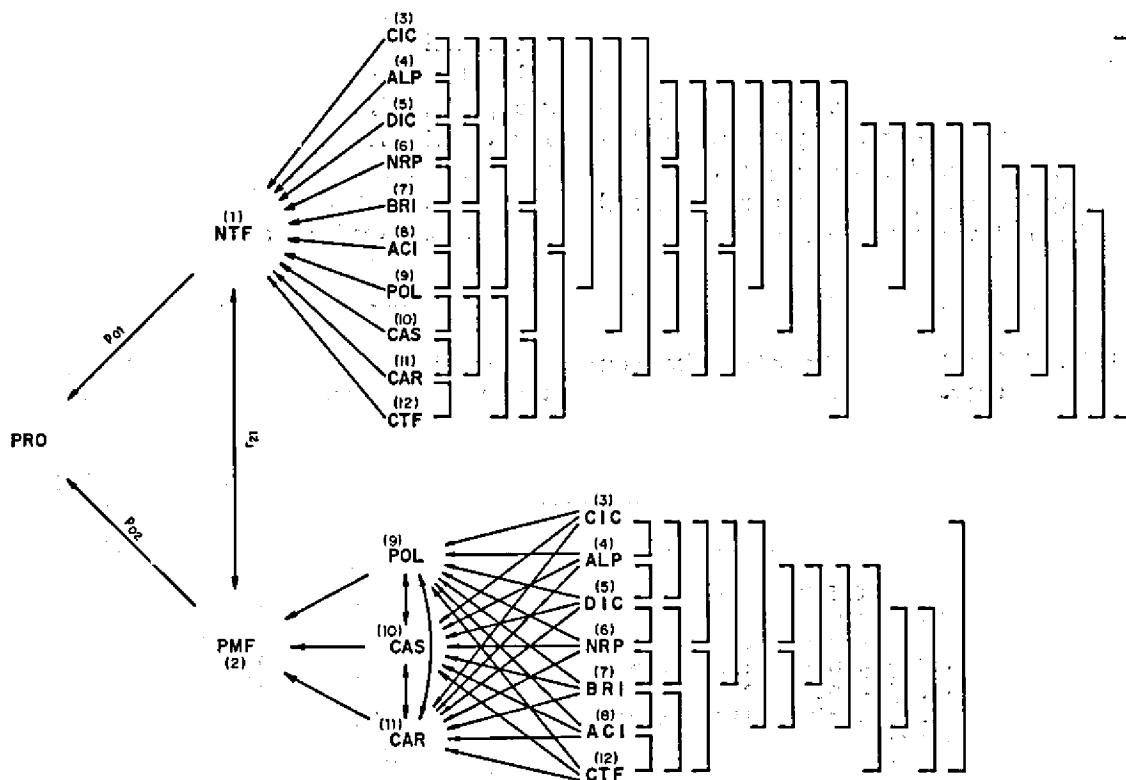 (3)
CIC
(4)
ALP
(5)
DIC
(6)
NRP
(7)
BRI
(8)
ACI
(9)
POL
(10)
CAS
(11)
CAR
(12)
CTF
(1)
NTF
P01
r21
PRO
P02
PMF
(2)
(9)
POL
(10)
CAS
(11)
CAR
(3)
CIC
(4)
ALP
(5)
DIC
(6)
NRP
(7)
BRI
(8)
ACI
(12)
CTF